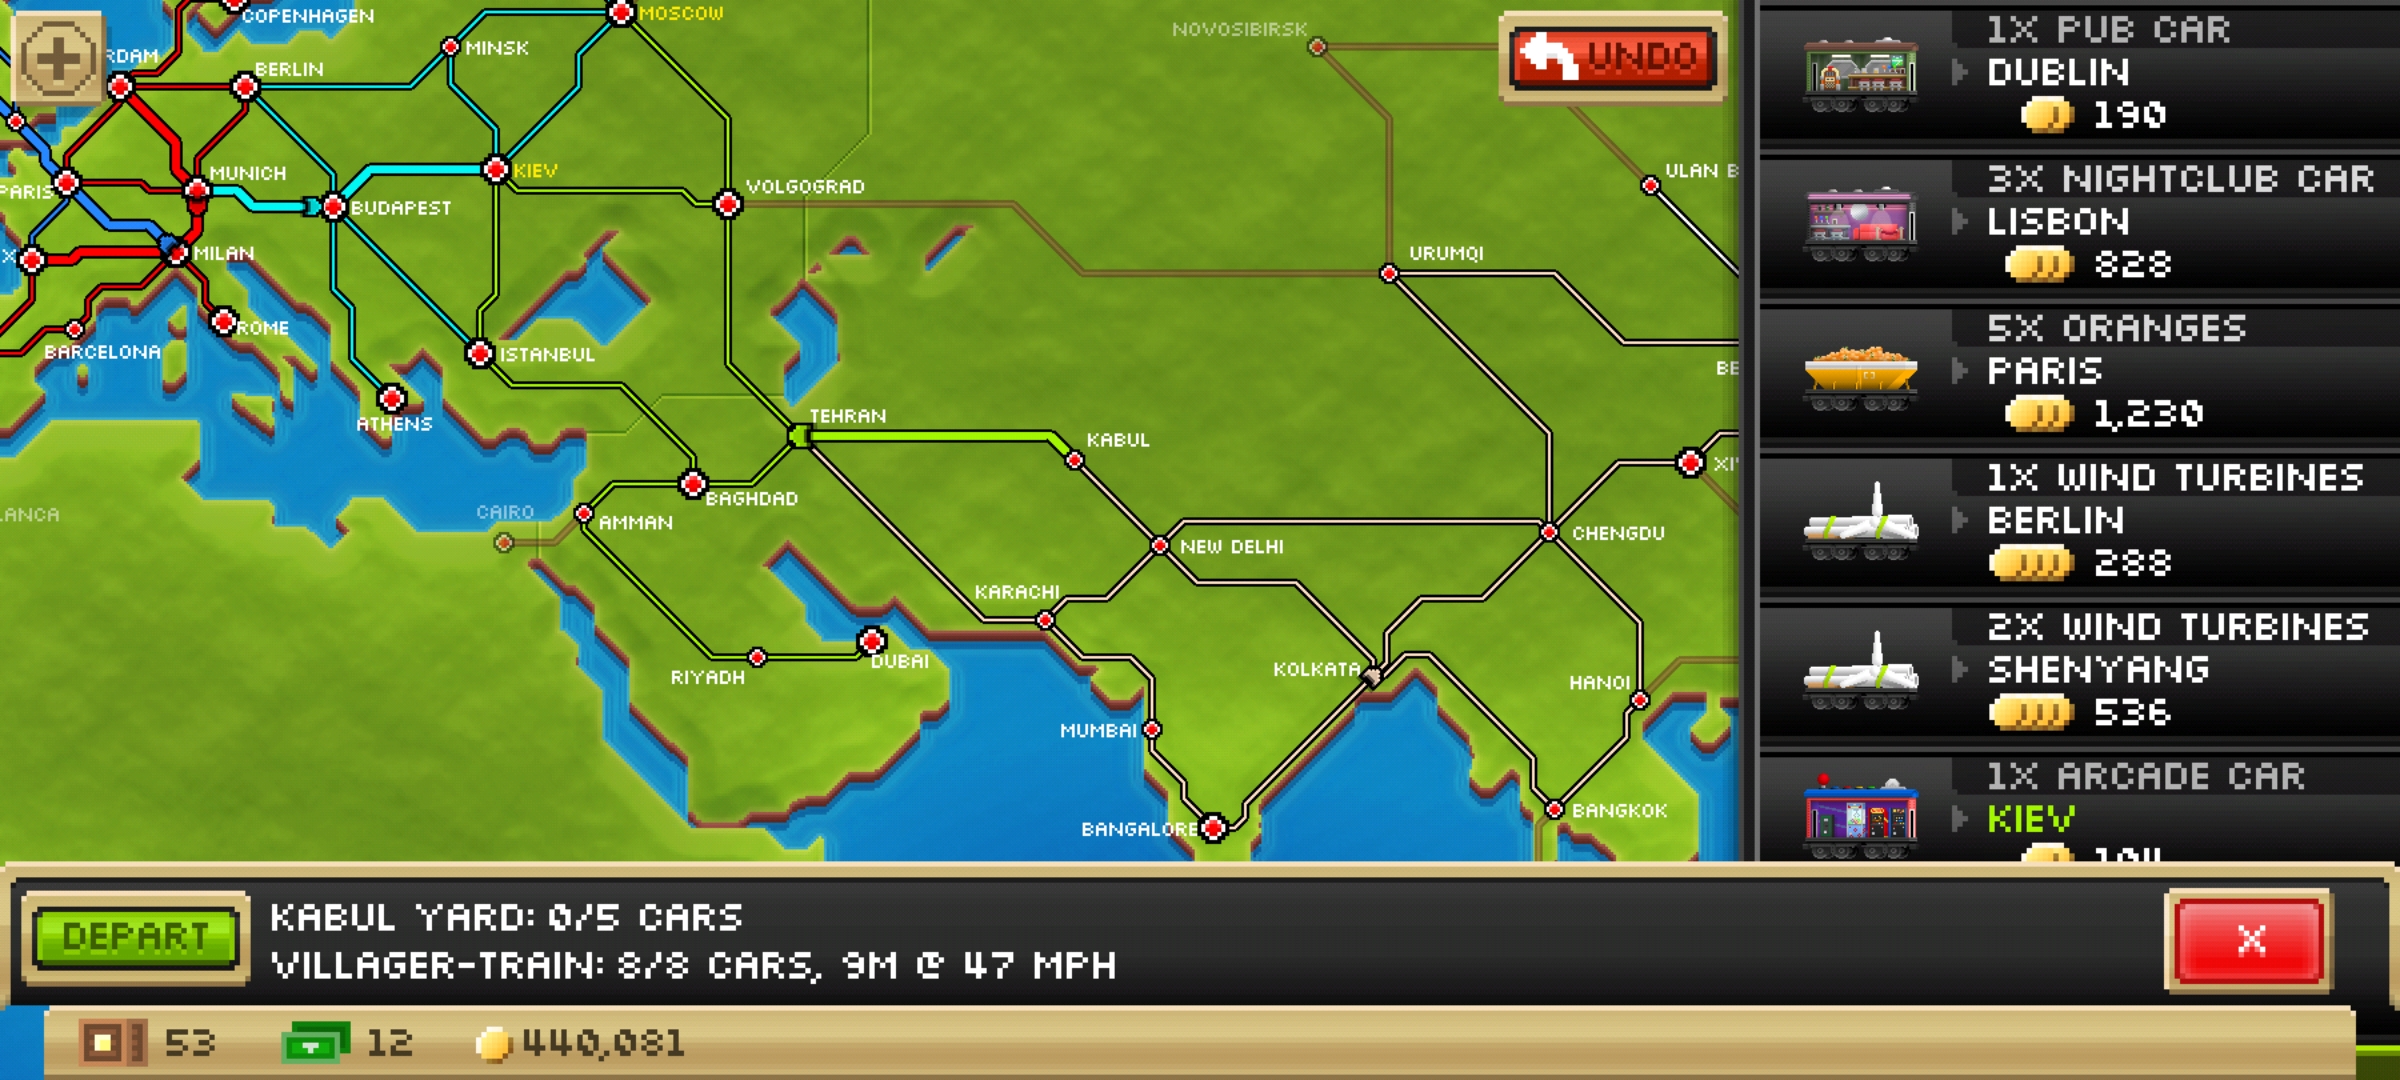 COPENHAGEN
MOSCOW
NOVOSIBIRSK
UNDO
MINSK
RDAM
BERLIN
MUNICH
KIEV
ULAN B
PARIS
VOLGOGRAD
BUDAPEST
MILAN
X
URUMQI
ROME
BARCELONA
ISTANBUL
BE
ATHENS
TEHRAN
KABUL
XI'
BAGHDAD
LANCA
CAIRO
AMMAN
NEW DELHI
CHENGDU
KARACHI
RIYADH
DUBAI
KOLKATA
HANOI
MUMBAI
BANGALORE
BANGKOK
1X PUB CAR
DUBLIN
190
3X NIGHTCLUB CAR
LISBON
828
5X ORANGES
PARIS
1,230
1X WIND TURBINES
BERLIN
288
2X WIND TURBINES
SHENYANG
536
1X ARCADE CAR
KIEV
104
DEPART
KABUL YARD: 0/5 CARS
VILLAGER-TRAIN: 8/8 CARS, 9M @ 47 MPH
X
53
12
440,081